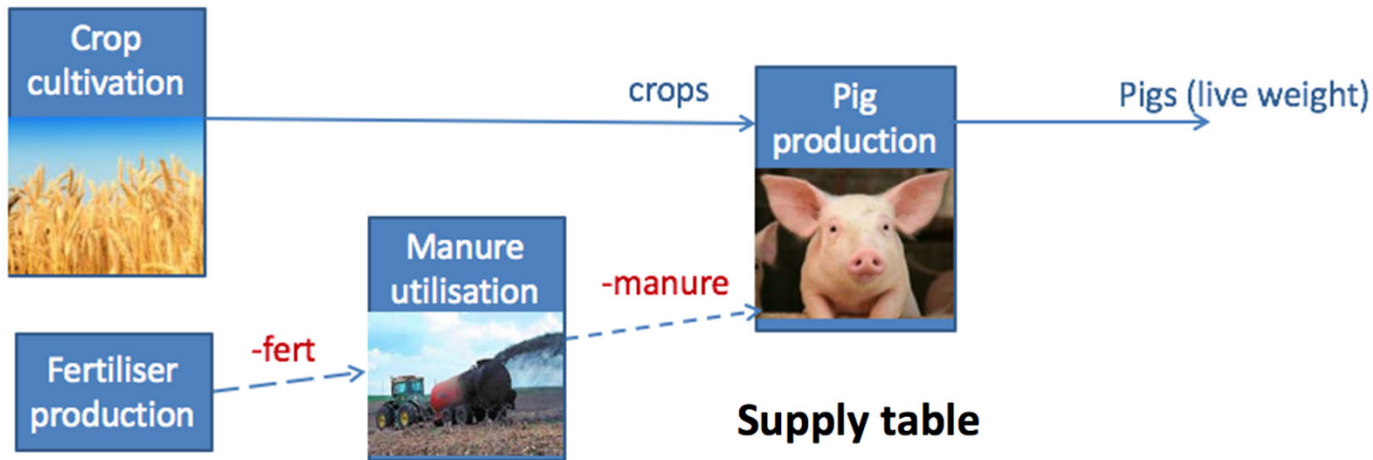 Crop
cultivation
crops
Pig
production
Pigs (live weight)
Manure
utilisation
-manure
Fertiliser
production
-fert
Supply table